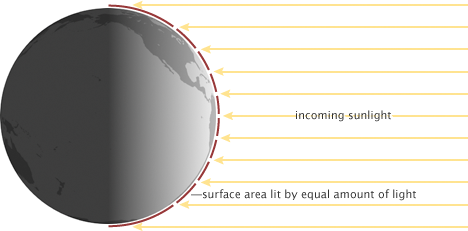 incoming sunlight
surface area lit by equal amount of light